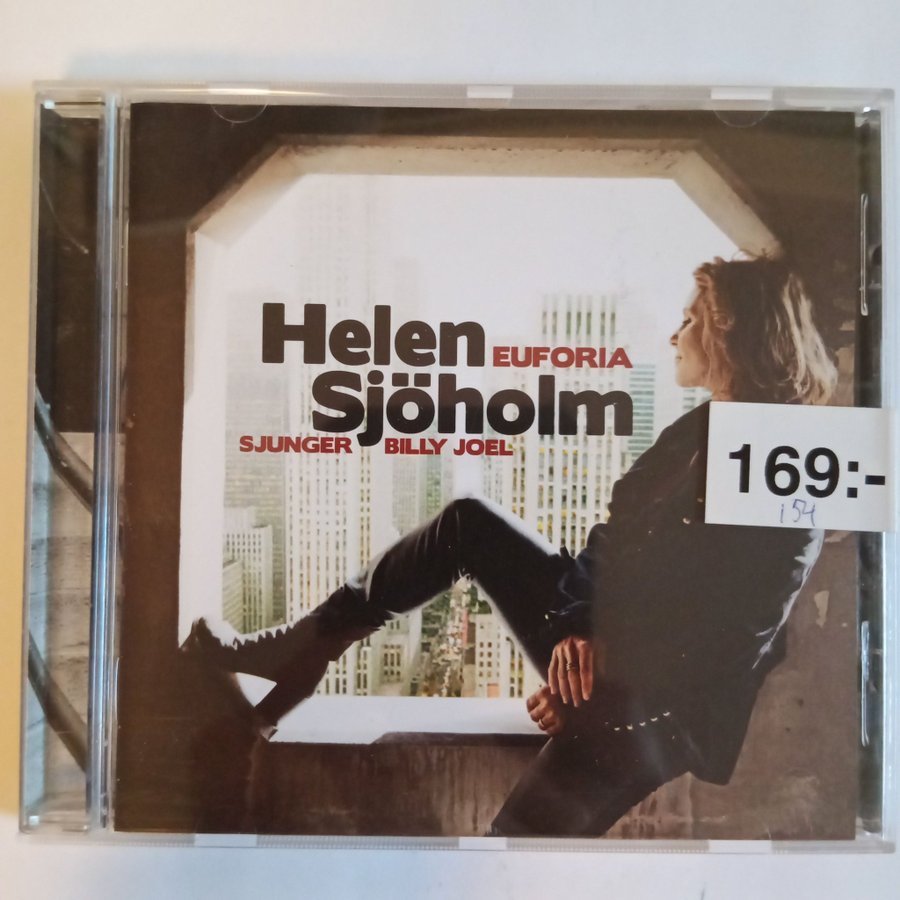 Helen EUFORIA
Sjöholm
SJUNGER BILLY JOEL
169:-
154